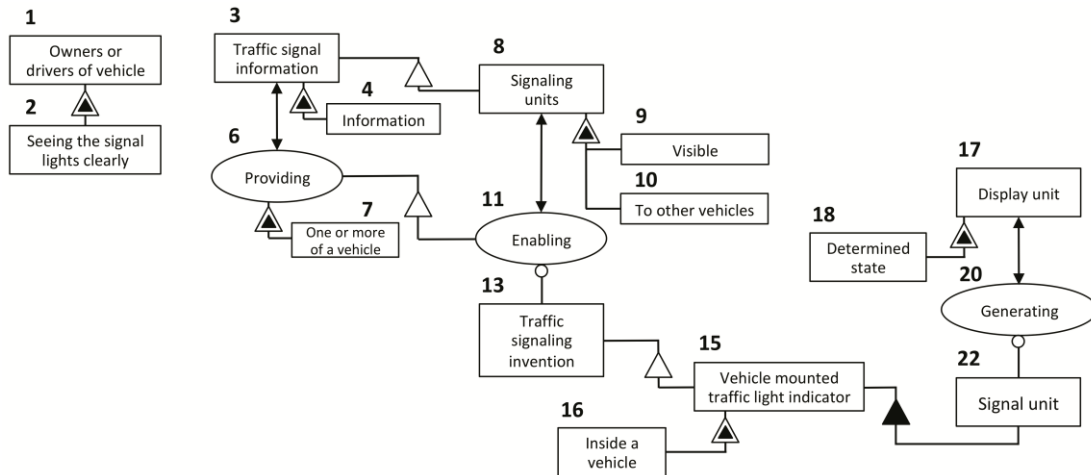 1
Owners or
drivers of vehicle
2
Seeing the signal
lights clearly
3
Traffic signal
information
4
Information
6
Providing
7
One or more
of a vehicle
8
Signaling
units
9
Visible
10
To other vehicles
11
Enabling
13
Traffic
signaling
invention
15
Vehicle mounted
traffic light indicator
16
Inside a
vehicle
17
Display unit
18
Determined
state
20
Generating
22
Signal unit